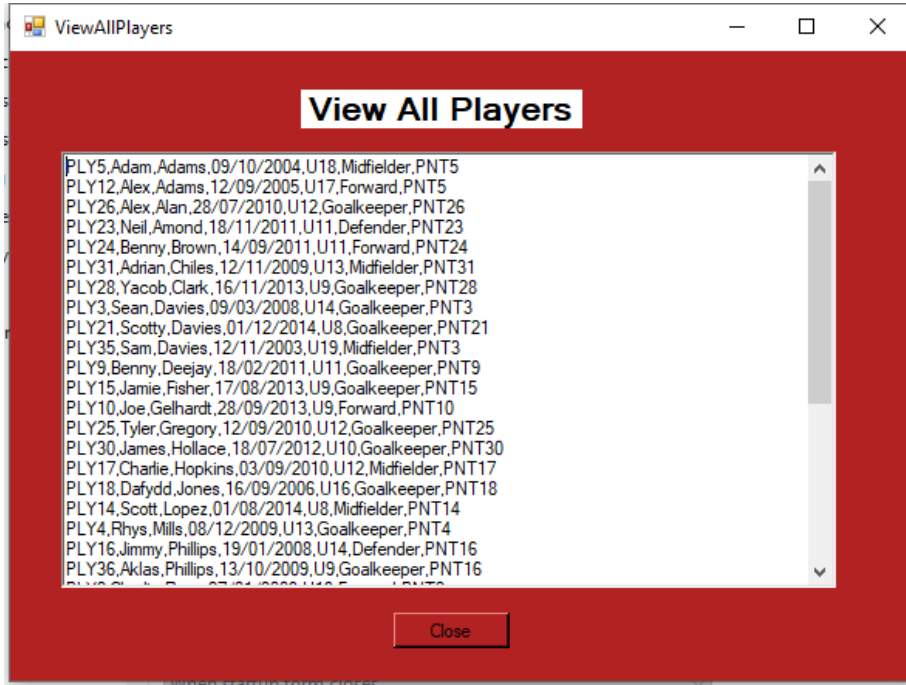 ViewAllPlayers
View All Players
PLY5,Adam,Adams,09/10/2004,U18,Midfielder,PNT5
PLY12,Alex,Adams,12/09/2005,U17,Forward,PNT5
PLY26,Alex,Alan,28/07/2010,U12,Goalkeeper,PNT26
PLY23,Neil,Amond,18/11/2011,U11,Defender,PNT23
PLY24,Benny,Brown,14/09/2011,U11,Forward,PNT24
PLY31,Adrian,Chiles,12/11/2009,U13,Midfielder,PNT31
PLY28,Yacob,Clark,16/11/2013,U9,Goalkeeper,PNT28
PLY3,Sean,Davies,09/03/2008,U14,Goalkeeper,PNT3
PLY21,Scotty,Davies,01/12/2014,U8,Goalkeeper,PNT21
PLY35,Sam,Davies,12/11/2003,U19,Midfielder,PNT3
PLY9,Benny,Deejay,18/02/2011,U11,Goalkeeper,PNT9
PLY15,Jamie,Fisher,17/08/2013,U9,Goalkeeper,PNT15
PLY10,Joe,Gelhardt,28/09/2013,U9,Forward,PNT10
PLY25,Tyler,Gregory,12/09/2010,U12,Goalkeeper,PNT25
PLY30,James,Hollace,18/07/2012,U10,Goalkeeper,PNT30
PLY17,Charlie,Hopkins,03/09/2010,U12,Midfielder,PNT17
PLY18,Dafydd,Jones,16/09/2006,U16,Goalkeeper,PNT18
PLY14,Scott,Lopez,01/08/2014,U8,Midfielder,PNT14
PLY4,Rhys,Mills,08/12/2009,U13,Goalkeeper,PNT4
PLY16,Jimmy,Phillips,19/01/2008,U14,Defender,PNT16
PLY36,Aklas,Phillips,13/10/2009,U9,Goalkeeper,PNT16
Close
When startup form closes